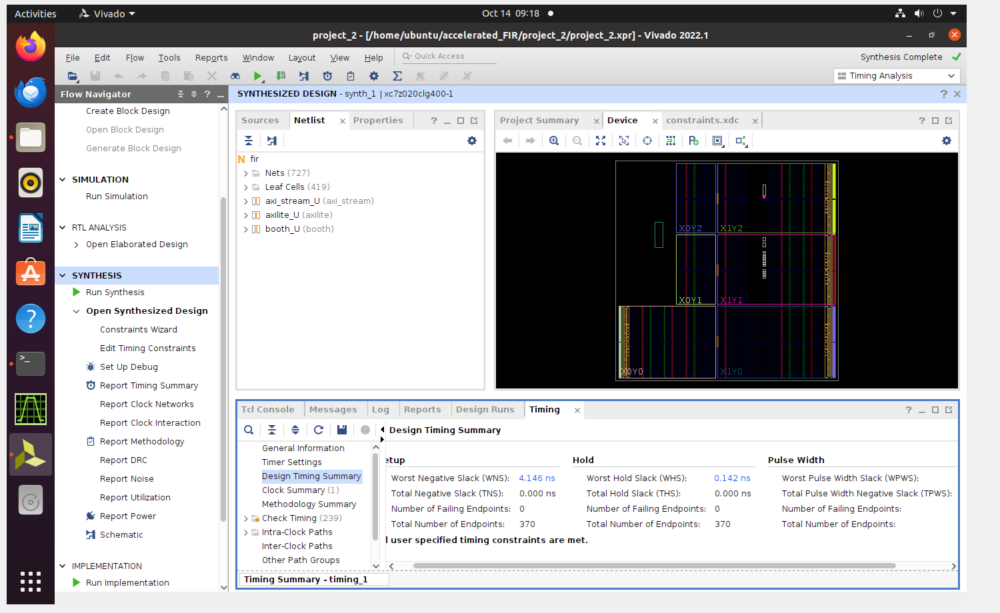 Activities
Vivado
Oct 14 09:18
project_2 - [/home/ubuntu/accelerated_FIR/project_2/project_2.xpr] - Vivado 2022.1
File Edit Flow Tools Reports Window Layout View Help
Quick Access
Synthesis Complete
Timing Analysis
Flow Navigator
Create Block Design
Open Block Design
Generate Block Design
SIMULATION
Run Simulation
RTL ANALYSIS
Open Elaborated Design
SYNTHESIS
Run Synthesis
Open Synthesized Design
Constraints Wizard
Edit Timing Constraints
Set Up Debug
Report Timing Summary
Report Clock Networks
Report Clock Interaction
Report Methodology
Report DRC
Report Noise
Report Utilization
Report Power
Schematic
IMPLEMENTATION
Run Implementation
SYNTHESIZED DESIGN - synth_1 | xc7z020clg400-1
Sources Netlist Properties
N fir
Nets (727)
Leaf Cells (419)
axi_stream_U (axi_stream)
axilite_U (axilite)
booth_U (booth)
Project Summary Device constraints.xdc
X0Y2 X1Y2
X0Y1 X1Y1
X0Y0 X1Y0
Tcl Console Messages Log Reports Design Runs Timing
Design Timing Summary
General Information
Timer Settings
Design Timing Summary
Clock Summary (1)
Methodology Summary
Check Timing (239)
Intra-Clock Paths
Inter-Clock Paths
Other Path Groups
etup
Worst Negative Slack (WNS): 4.146 ns
Total Negative Slack (TNS): 0.000 ns
Number of Failing Endpoints: 0
Total Number of Endpoints: 370
Hold
Worst Hold Slack (WHS): 0.142 ns
Total Hold Slack (THS): 0.000 ns
Number of Failing Endpoints: 0
Total Number of Endpoints: 370
Pulse Width
Worst Pulse Width Slack (WPWS):
Total Pulse Width Negative Slack (TPWS):
Number of Failing Endpoints:
Total Number of Endpoints:
l user specified timing constraints are met.
Timing Summary - timing_1